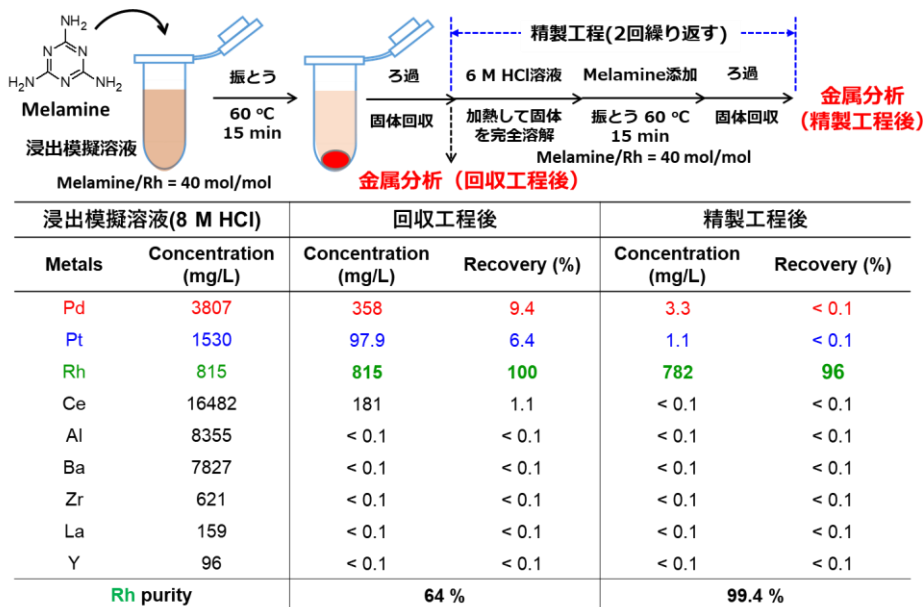 NH₂
N N
H₂N N NH₂
Melamine
浸出模擬溶液
振とう
60 ºC
15 min
Melamine/Rh = 40 mol/mol
ろ過
固体回収
精製工程(2回繰り返す)
6 M HCl溶液
加熱して固体
を完全溶解
Melamine添加
振とう 60 ºC
15 min
ろ過
固体回収
Melamine/Rh = 40 mol/mol
金属分析
(精製工程後)
金属分析（回収工程後）
浸出模擬溶液(8 M HCl) 回収工程後 精製工程後
Metals Concentration (mg/L) Concentration (mg/L) Recovery (%) Concentration (mg/L) Recovery (%)
Pd 3807 358 9.4 3.3 < 0.1
Pt 1530 97.9 6.4 1.1 < 0.1
Rh 815 815 100 782 96
Ce 16482 181 1.1 < 0.1 < 0.1
Al 8355 < 0.1 < 0.1 < 0.1 < 0.1
Ba 7827 < 0.1 < 0.1 < 0.1 < 0.1
Zr 621 < 0.1 < 0.1 < 0.1 < 0.1
La 159 < 0.1 < 0.1 < 0.1 < 0.1
Y 96 < 0.1 < 0.1 < 0.1 < 0.1
Rh purity 64 % 99.4 %